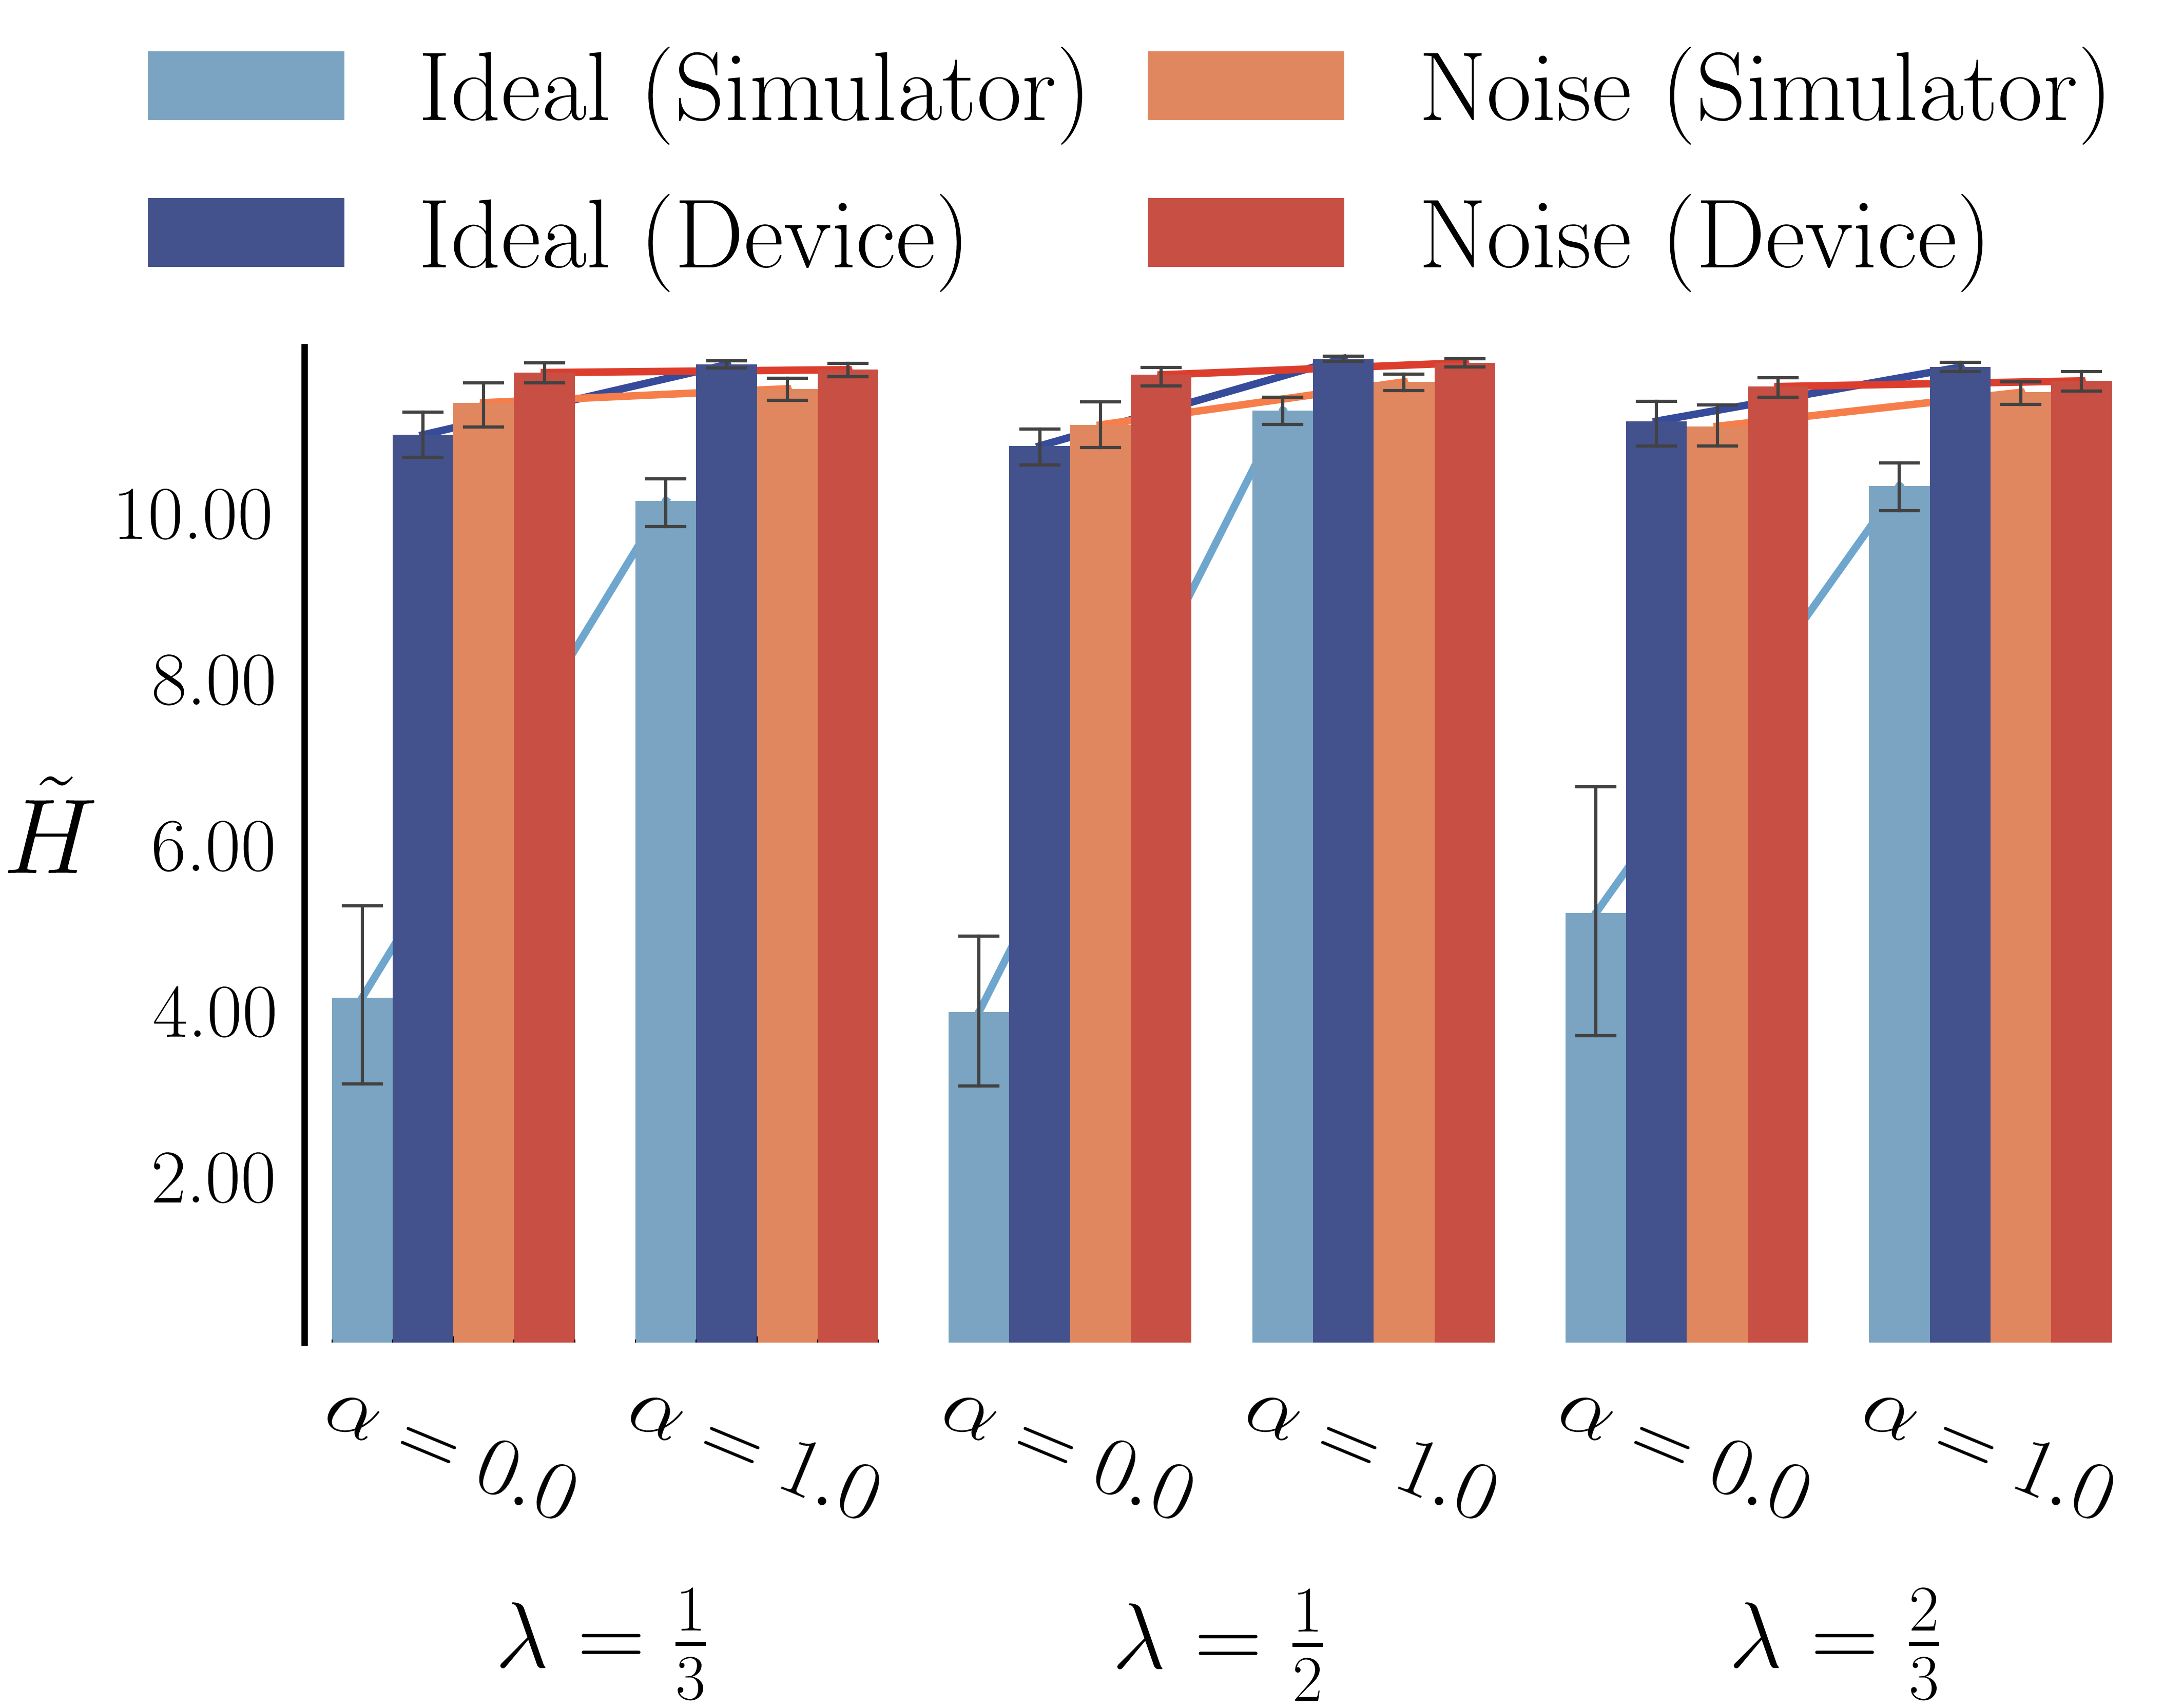 Ideal (Simulator) Noise (Simulator)
Ideal (Device) Noise (Device)
10.00
8.00
6.00
4.00
2.00
H̃
α = 0.0 α = 1.0 α = 0.0 α = 1.0 α = 0.0 α = 1.0
λ = 1/3 λ = 1/2 λ = 2/3